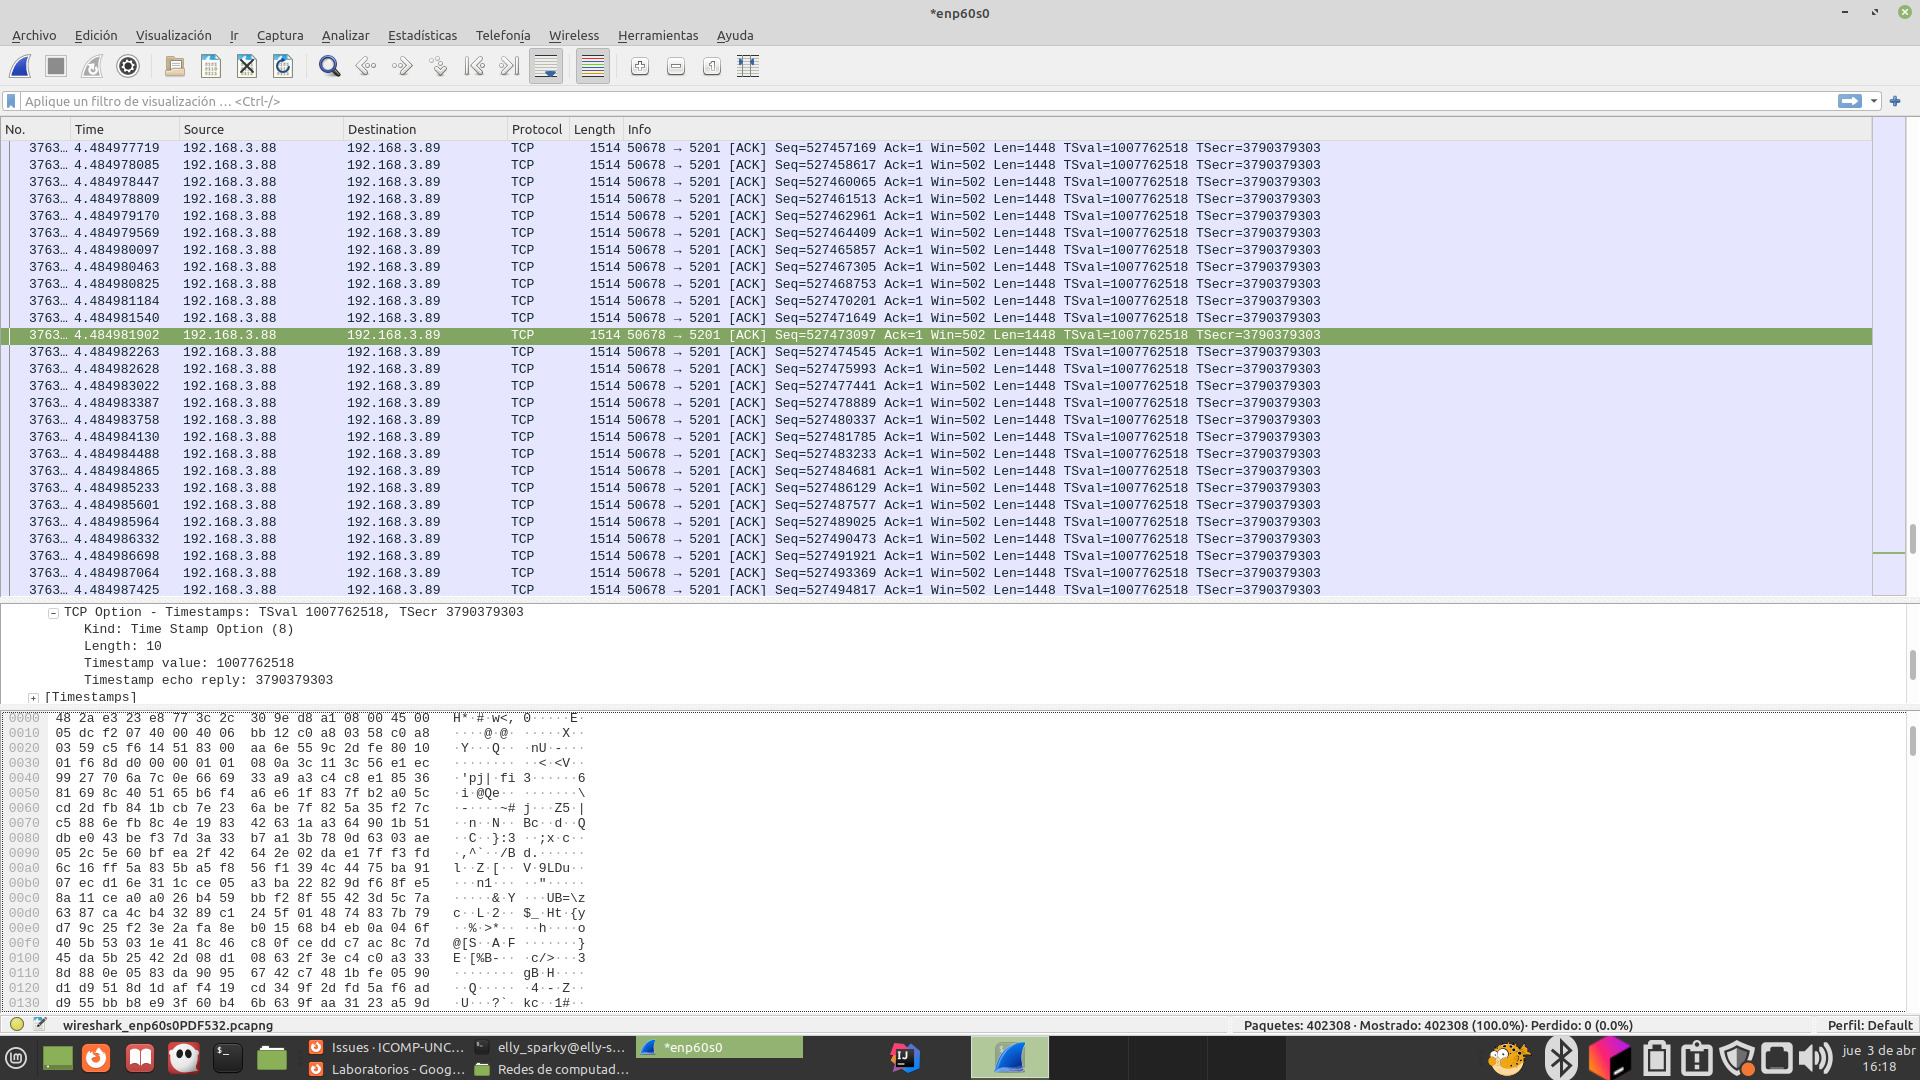 *enp60s0
Archivo Edición Visualización Ir Captura Analizar Estadísticas Telefonía Wireless Herramientas Ayuda
Aplique un filtro de visualización … <Ctrl-/>
No. Time Source Destination Protocol Length Info
3763… 4.484977719 192.168.3.88 192.168.3.89 TCP 1514 50678 → 5201 [ACK] Seq=527457169 Ack=1 Win=502 Len=1448 TSval=1007762518 TSecr=3790379303
3763… 4.484978085 192.168.3.88 192.168.3.89 TCP 1514 50678 → 5201 [ACK] Seq=527458617 Ack=1 Win=502 Len=1448 TSval=1007762518 TSecr=3790379303
3763… 4.484978447 192.168.3.88 192.168.3.89 TCP 1514 50678 → 5201 [ACK] Seq=527460065 Ack=1 Win=502 Len=1448 TSval=1007762518 TSecr=3790379303
3763… 4.484978809 192.168.3.88 192.168.3.89 TCP 1514 50678 → 5201 [ACK] Seq=527461513 Ack=1 Win=502 Len=1448 TSval=1007762518 TSecr=3790379303
3763… 4.484979170 192.168.3.88 192.168.3.89 TCP 1514 50678 → 5201 [ACK] Seq=527462961 Ack=1 Win=502 Len=1448 TSval=1007762518 TSecr=3790379303
3763… 4.484979569 192.168.3.88 192.168.3.89 TCP 1514 50678 → 5201 [ACK] Seq=527464409 Ack=1 Win=502 Len=1448 TSval=1007762518 TSecr=3790379303
3763… 4.484980097 192.168.3.88 192.168.3.89 TCP 1514 50678 → 5201 [ACK] Seq=527465857 Ack=1 Win=502 Len=1448 TSval=1007762518 TSecr=3790379303
3763… 4.484980463 192.168.3.88 192.168.3.89 TCP 1514 50678 → 5201 [ACK] Seq=527467305 Ack=1 Win=502 Len=1448 TSval=1007762518 TSecr=3790379303
3763… 4.484980825 192.168.3.88 192.168.3.89 TCP 1514 50678 → 5201 [ACK] Seq=527468753 Ack=1 Win=502 Len=1448 TSval=1007762518 TSecr=3790379303
3763… 4.484981184 192.168.3.88 192.168.3.89 TCP 1514 50678 → 5201 [ACK] Seq=527470201 Ack=1 Win=502 Len=1448 TSval=1007762518 TSecr=3790379303
3763… 4.484981540 192.168.3.88 192.168.3.89 TCP 1514 50678 → 5201 [ACK] Seq=527471649 Ack=1 Win=502 Len=1448 TSval=1007762518 TSecr=3790379303
3763… 4.484981902 192.168.3.88 192.168.3.89 TCP 1514 50678 → 5201 [ACK] Seq=527473097 Ack=1 Win=502 Len=1448 TSval=1007762518 TSecr=3790379303
3763… 4.484982263 192.168.3.88 192.168.3.89 TCP 1514 50678 → 5201 [ACK] Seq=527474545 Ack=1 Win=502 Len=1448 TSval=1007762518 TSecr=3790379303
3763… 4.484982628 192.168.3.88 192.168.3.89 TCP 1514 50678 → 5201 [ACK] Seq=527475993 Ack=1 Win=502 Len=1448 TSval=1007762518 TSecr=3790379303
3763… 4.484983022 192.168.3.88 192.168.3.89 TCP 1514 50678 → 5201 [ACK] Seq=527477441 Ack=1 Win=502 Len=1448 TSval=1007762518 TSecr=3790379303
3763… 4.484983387 192.168.3.88 192.168.3.89 TCP 1514 50678 → 5201 [ACK] Seq=527478889 Ack=1 Win=502 Len=1448 TSval=1007762518 TSecr=3790379303
3763… 4.484983758 192.168.3.88 192.168.3.89 TCP 1514 50678 → 5201 [ACK] Seq=527480337 Ack=1 Win=502 Len=1448 TSval=1007762518 TSecr=3790379303
3763… 4.484984130 192.168.3.88 192.168.3.89 TCP 1514 50678 → 5201 [ACK] Seq=527481785 Ack=1 Win=502 Len=1448 TSval=1007762518 TSecr=3790379303
3763… 4.484984488 192.168.3.88 192.168.3.89 TCP 1514 50678 → 5201 [ACK] Seq=527483233 Ack=1 Win=502 Len=1448 TSval=1007762518 TSecr=3790379303
3763… 4.484984865 192.168.3.88 192.168.3.89 TCP 1514 50678 → 5201 [ACK] Seq=527484681 Ack=1 Win=502 Len=1448 TSval=1007762518 TSecr=3790379303
3763… 4.484985233 192.168.3.88 192.168.3.89 TCP 1514 50678 → 5201 [ACK] Seq=527486129 Ack=1 Win=502 Len=1448 TSval=1007762518 TSecr=3790379303
3763… 4.484985601 192.168.3.88 192.168.3.89 TCP 1514 50678 → 5201 [ACK] Seq=527487577 Ack=1 Win=502 Len=1448 TSval=1007762518 TSecr=3790379303
3763… 4.484985964 192.168.3.88 192.168.3.89 TCP 1514 50678 → 5201 [ACK] Seq=527489025 Ack=1 Win=502 Len=1448 TSval=1007762518 TSecr=3790379303
3763… 4.484986332 192.168.3.88 192.168.3.89 TCP 1514 50678 → 5201 [ACK] Seq=527490473 Ack=1 Win=502 Len=1448 TSval=1007762518 TSecr=3790379303
3763… 4.484986698 192.168.3.88 192.168.3.89 TCP 1514 50678 → 5201 [ACK] Seq=527491921 Ack=1 Win=502 Len=1448 TSval=1007762518 TSecr=3790379303
3763… 4.484987064 192.168.3.88 192.168.3.89 TCP 1514 50678 → 5201 [ACK] Seq=527493369 Ack=1 Win=502 Len=1448 TSval=1007762518 TSecr=3790379303
3763… 4.484987425 192.168.3.88 192.168.3.89 TCP 1514 50678 → 5201 [ACK] Seq=527494817 Ack=1 Win=502 Len=1448 TSval=1007762518 TSecr=3790379303
TCP Option - Timestamps: TSval 1007762518, TSecr 3790379303
Kind: Time Stamp Option (8)
Length: 10
Timestamp value: 1007762518
Timestamp echo reply: 3790379303
[Timestamps]
0000 48 2a e3 23 e8 77 3c 2c 30 9e d8 a1 08 00 45 00 H*·#·w<, 0·····E·
0010 05 dc f2 07 40 00 40 06 bb 12 c0 a8 03 58 c0 a8 ····@·@· ·····X··
0020 03 59 c5 f6 14 51 83 00 aa 6e 55 9c 2d fe 80 10 ·Y···Q·· ·nU·-···
0030 01 f6 8d d0 00 00 01 01 08 0a 3c 11 3c 56 e1 ec ········ ··<·<V··
0040 99 27 70 6a 7c 0e 66 69 33 a9 a3 c4 c8 e1 85 36 ·'pj|·fi 3······6
0050 81 69 8c 40 51 65 b6 f4 a6 e6 1f 83 7f b2 a0 5c ·i·@Qe·· ·······\
0060 cd 2d fb 84 1b cb 7e 23 6a be 7f 82 5a 35 f2 7c ·-····~# j···Z5·|
0070 c5 88 6e fb 8c 4e 19 83 42 63 1a a3 64 90 1b 51 ··n··N·· Bc··d··Q
0080 db e0 43 be f3 7d 3a 33 b7 a1 3b 78 0d 63 03 ae ··C··}:3 ··;x·c··
0090 05 2c 5e 60 bf ea 2f 42 64 2e 02 da e1 7f f3 fd ·,^`··/B d.······
00a0 6c 16 ff 5a 83 5b a5 f8 56 f1 39 4c 44 75 ba 91 l··Z·[·· V·9LDu··
00b0 07 ec d1 6e 31 1c ce 05 a3 ba 22 82 9d f6 8f e5 ···n1··· ··"·····
00c0 8a 11 ce a0 a0 26 b4 59 bb f2 8f 55 42 3d 5c 7a ·····&·Y ···UB=\z
00d0 63 87 ca 4c b4 32 89 c1 24 5f 01 48 74 83 7b 79 c··L·2·· $_·Ht·{y
00e0 d7 9c 25 f2 3e 2a fa 8e b0 15 68 b4 eb 0a 04 6f ··%·>*·· ··h····o
00f0 40 5b 53 03 1e 41 8c 46 c8 0f ce dd c7 ac 8c 7d @[S··A·F ·······}
0100 45 da 5b 25 42 2d 08 d1 08 63 2f 3e c4 c0 a3 33 E·[%B-·· ·c/>···3
0110 8d 88 0e 05 83 da 90 95 67 42 c7 48 1b fe 05 90 ········ gB·H····
0120 d1 d9 51 8d 1d af f4 19 cd 34 9f 2d fd 5a f6 ad ··Q····· ·4·-·Z··
0130 d9 55 bb b8 e9 3f 60 b4 6b 63 9f aa 31 23 a5 9d ·U···?`· kc··1#··
wireshark_enp60s0PDF532.pcapng Paquetes: 402308 · Mostrado: 402308 (100.0%) · Perdido: 0 (0.0%) Perfil: Default
Issues · ICOMP-UNC… elly_sparky@elly-s… *enp60s0
Laboratorios - Goog… Redes de computad…
jue 3 de abr
16:18